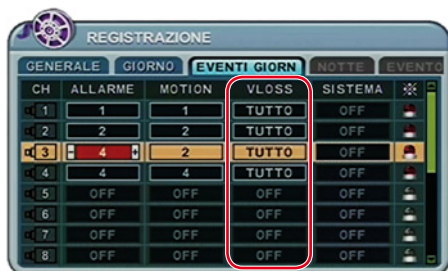 REGISTRAZIONE
GENERALE GIORNO EVENTI GIORN NOTTE EVENTO
CH ALLARME MOTION VLOSS SISTEMA
1 1 1 TUTTO OFF
2 2 2 TUTTO OFF
3 4 2 TUTTO OFF
4 4 4 TUTTO OFF
5 OFF OFF OFF OFF
6 OFF OFF OFF OFF
7 OFF OFF OFF OFF
8 OFF OFF OFF OFF